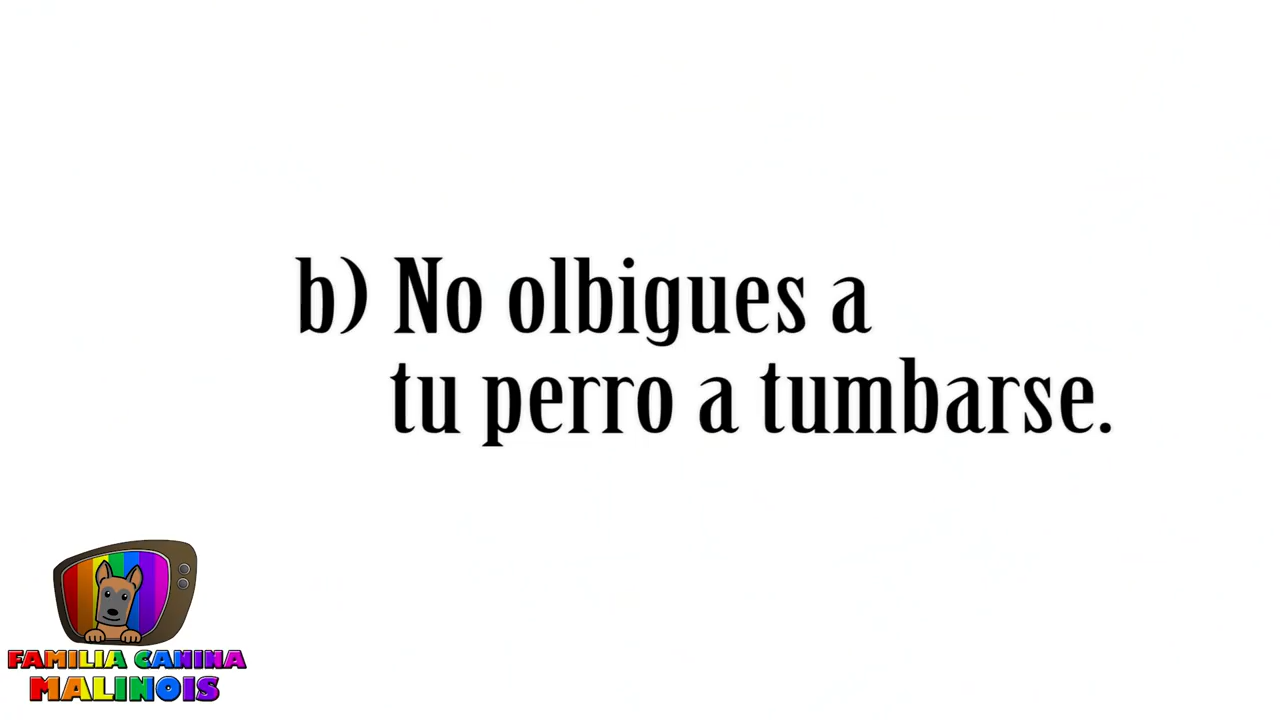 b) No olbigues a
tu perro a tumbarse.
FAMILIA CANINA
MALINOIS